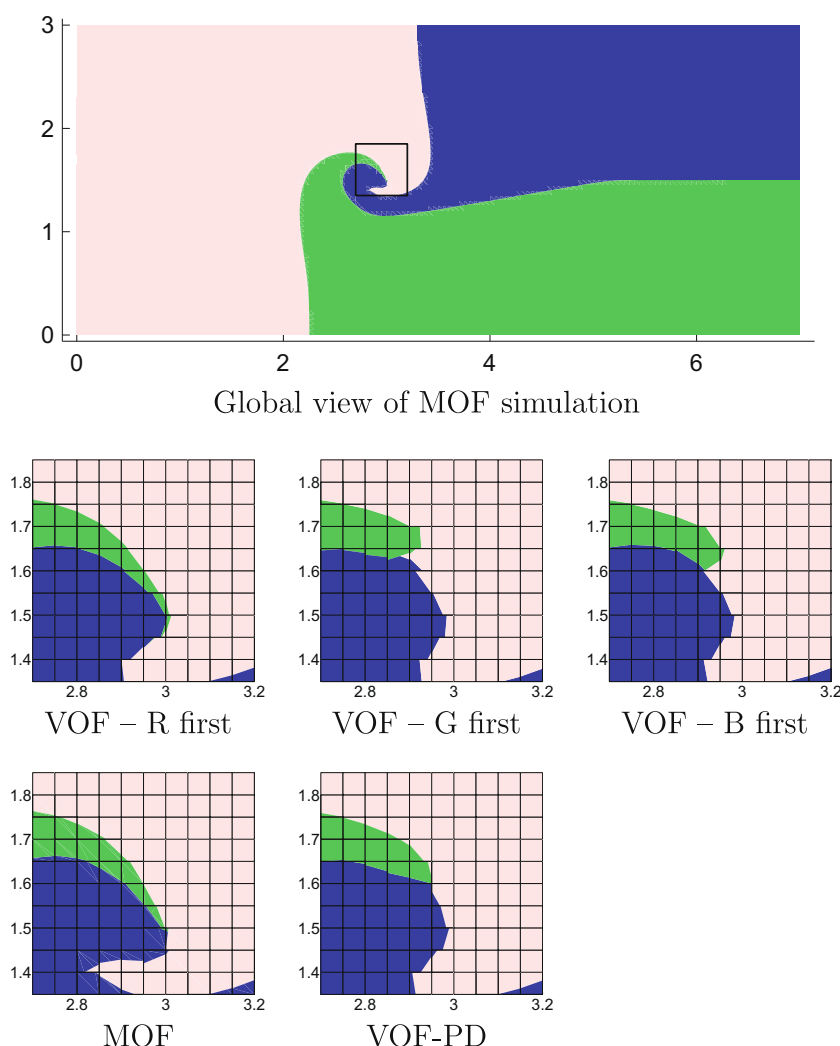 3
2
1
0
0 2 4 6
Global view of MOF simulation
1.8 1.8 1.8
1.7 1.7 1.7
1.6 1.6 1.6
1.5 1.5 1.5
1.4 1.4 1.4
2.8 3 3.2 2.8 3 3.2 2.8 3 3.2
VOF – R first VOF – G first VOF – B first
1.8 1.8
1.7 1.7
1.6 1.6
1.5 1.5
1.4 1.4
2.8 3 3.2 2.8 3 3.2
MOF VOF-PD